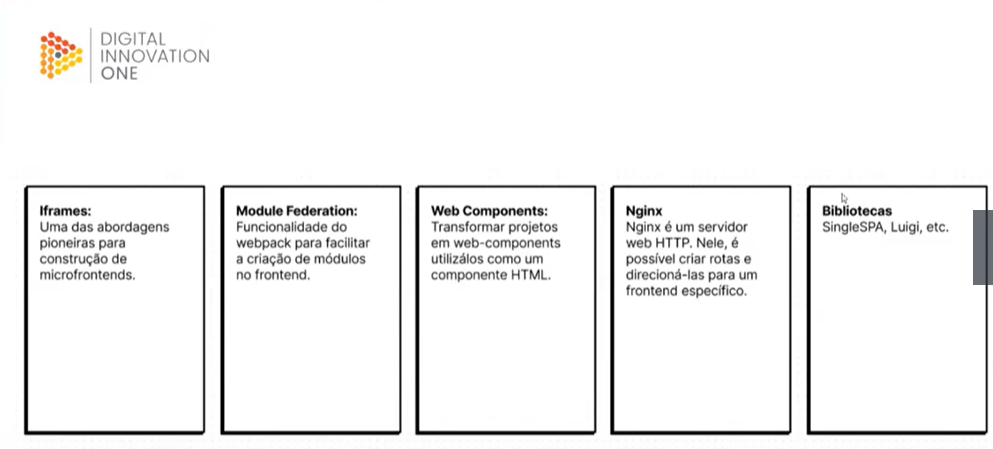 DIGITAL
INNOVATION
ONE
Iframes:
Uma das abordagens
pioneiras para
construção de
microfrontends.
Module Federation:
Funcionalidade do
webpack para facilitar
a criação de módulos
no frontend.
Web Components:
Transformar projetos
em web-components
utilizálos como um
componente HTML.
Nginx
Nginx é um servidor
web HTTP. Nele, é
possível criar rotas e
direcioná-las para um
frontend específico.
Bibliotecas
SingleSPA, Luigi, etc.